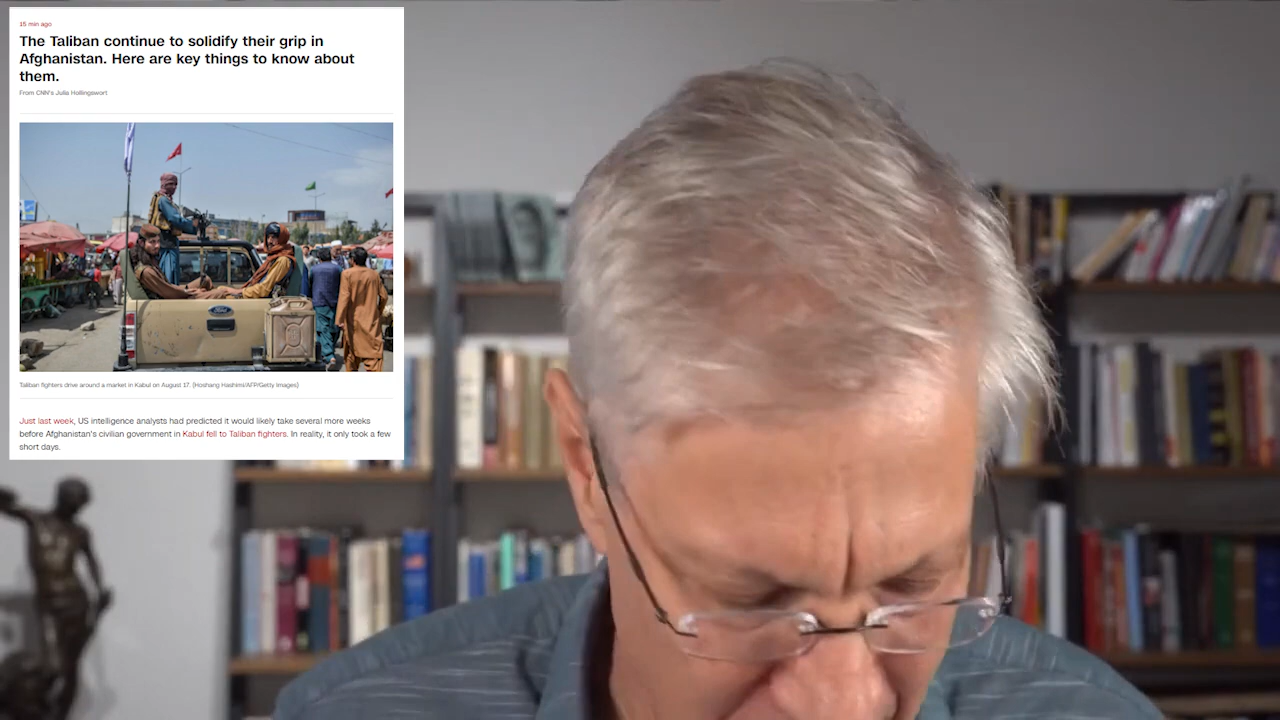 15 min ago
The Taliban continue to solidify their grip in
Afghanistan. Here are key things to know about
them.
From CNN's Julia Hollingswort
Ford
Taliban fighters drive around a market in Kabul on August 17. (Hoshang Hashimi/AFP/Getty Images)
Just last week, US intelligence analysts had predicted it would likely take several more weeks
before Afghanistan's civilian government in Kabul fell to Taliban fighters. In reality, it only took a few
short days.